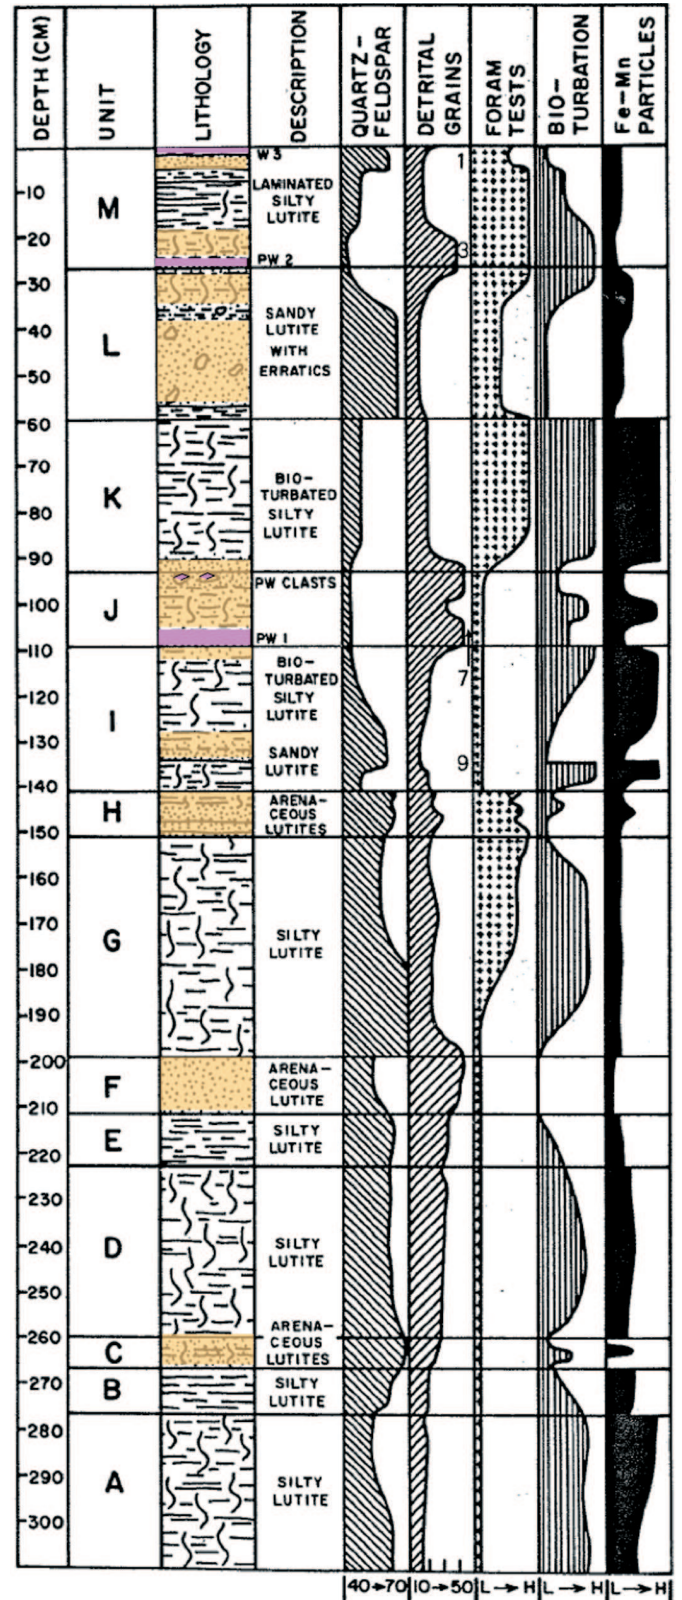 DEPTH (CM)
UNIT
LITHOLOGY
DESCRIPTION
QUARTZ-
FELDSPAR
DETRITAL
GRAINS
FORAM
TESTS
BIO-
TURBATION
Fe-Mn
PARTICLES
W 3
1
-10
M
LAMINATED
SILTY
LUTITE
-20
3
PW 2
-30
L
SANDY
LUTITE
WITH
ERRATICS
-40
-50
-60
K
BIO-
TURBATED
SILTY
LUTITE
-70
-80
-90
PW CLASTS
J
-100
PW 1
-110
I
BIO-
TURBATED
SILTY
LUTITE
7
-120
-130
SANDY
LUTITE
9
-140
H
ARENA-
CEOUS
LUTITES
-150
-160
G
SILTY
LUTITE
-170
-180
-190
-200
F
ARENA-
CEOUS
LUTITE
-210
E
SILTY
LUTITE
-220
-230
D
SILTY
LUTITE
-240
-250
-260
C
ARENA-
CEOUS
LUTITES
-270
B
SILTY
LUTITE
-280
A
SILTY
LUTITE
-290
-300
40→70 10→50 L→H L→H L→H